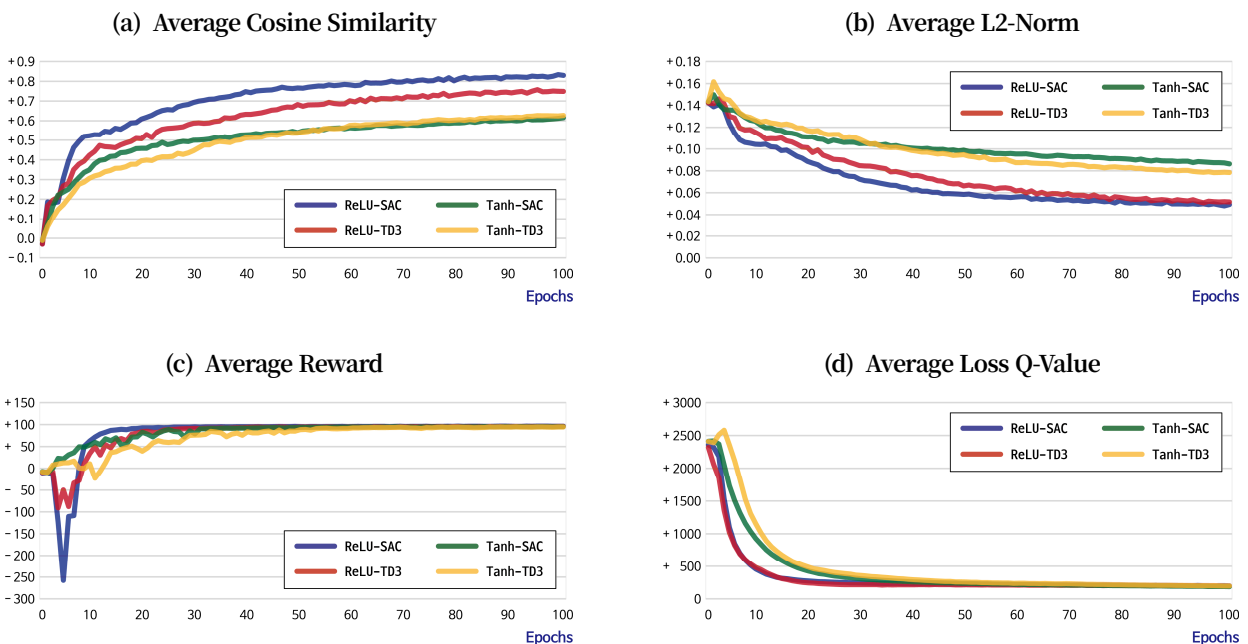 (a) Average Cosine Similarity
+0.9
+0.8
+0.7
+0.6
+0.5
+0.4
+0.3
+0.2
+0.1
0.0
−0.1
ReLU-SAC Tanh-SAC
ReLU-TD3 Tanh-TD3
0 10 20 30 40 50 60 70 80 90 100
Epochs
(b) Average L2-Norm
+0.18
+0.16
+0.14
+0.12
+0.10
+0.08
+0.06
+0.04
+0.02
0.00
ReLU-SAC Tanh-SAC
ReLU-TD3 Tanh-TD3
0 10 20 30 40 50 60 70 80 90 100
Epochs
(c) Average Reward
+150
+100
+50
0
−50
−100
−150
−200
−250
−300
ReLU-SAC Tanh-SAC
ReLU-TD3 Tanh-TD3
0 10 20 30 40 50 60 70 80 90 100
Epochs
(d) Average Loss Q-Value
+3000
+2500
+2000
+1500
+1000
+500
0
ReLU-SAC Tanh-SAC
ReLU-TD3 Tanh-TD3
0 10 20 30 40 50 60 70 80 90 100
Epochs